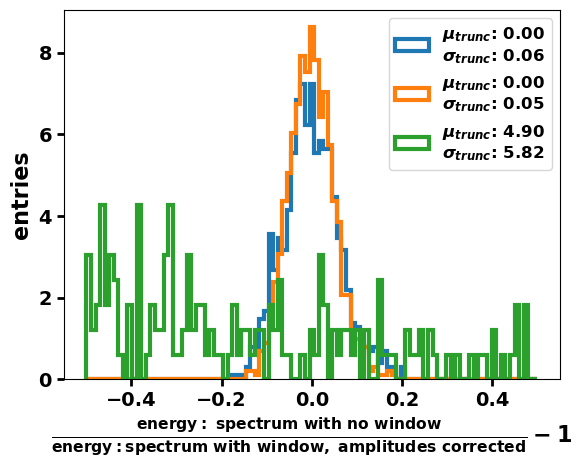 entries
8
6
4
2
0
−0.4 −0.2 0.0 0.2 0.4
μtrunc: 0.00
σtrunc: 0.06
μtrunc: 0.00
σtrunc: 0.05
μtrunc: 4.90
σtrunc: 5.82
energy: spectrum with no window
energy: spectrum with window, amplitudes corrected − 1